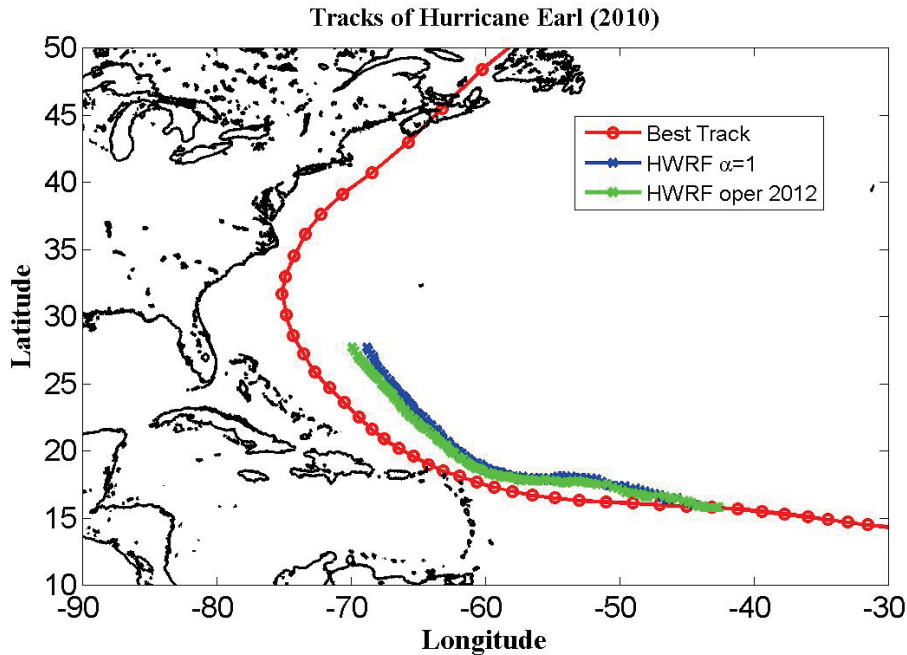 Tracks of Hurricane Earl (2010)
50
45
40
35
30
25
20
15
10
Latitude
Best Track
HWRF α=1
HWRF oper 2012
-90 -80 -70 -60 -50 -40 -30
Longitude